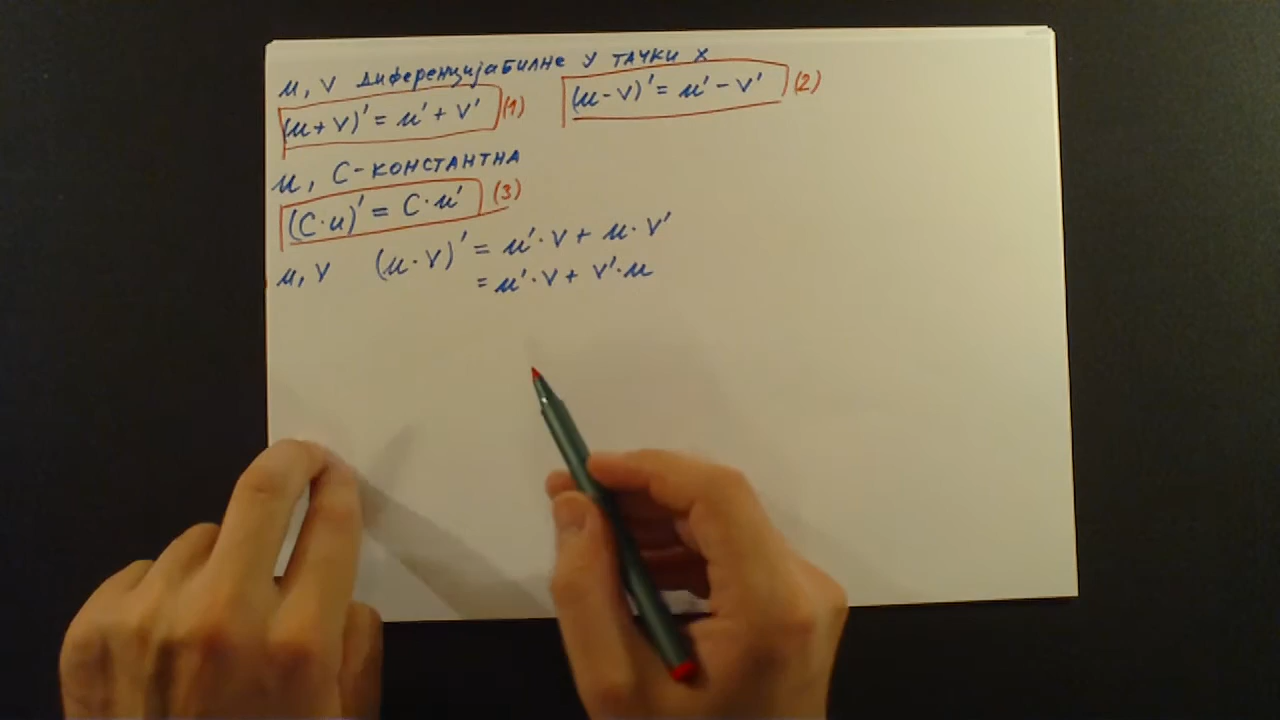 u, v диференцијабилне у тачки x
(u + v)' = u' + v' (1) (u - v)' = u' - v' (2)
u, C - константна
(C · u)' = C · u' (3)
u, v (u · v)' = u' · v + u · v'
= u' · v + v' · u